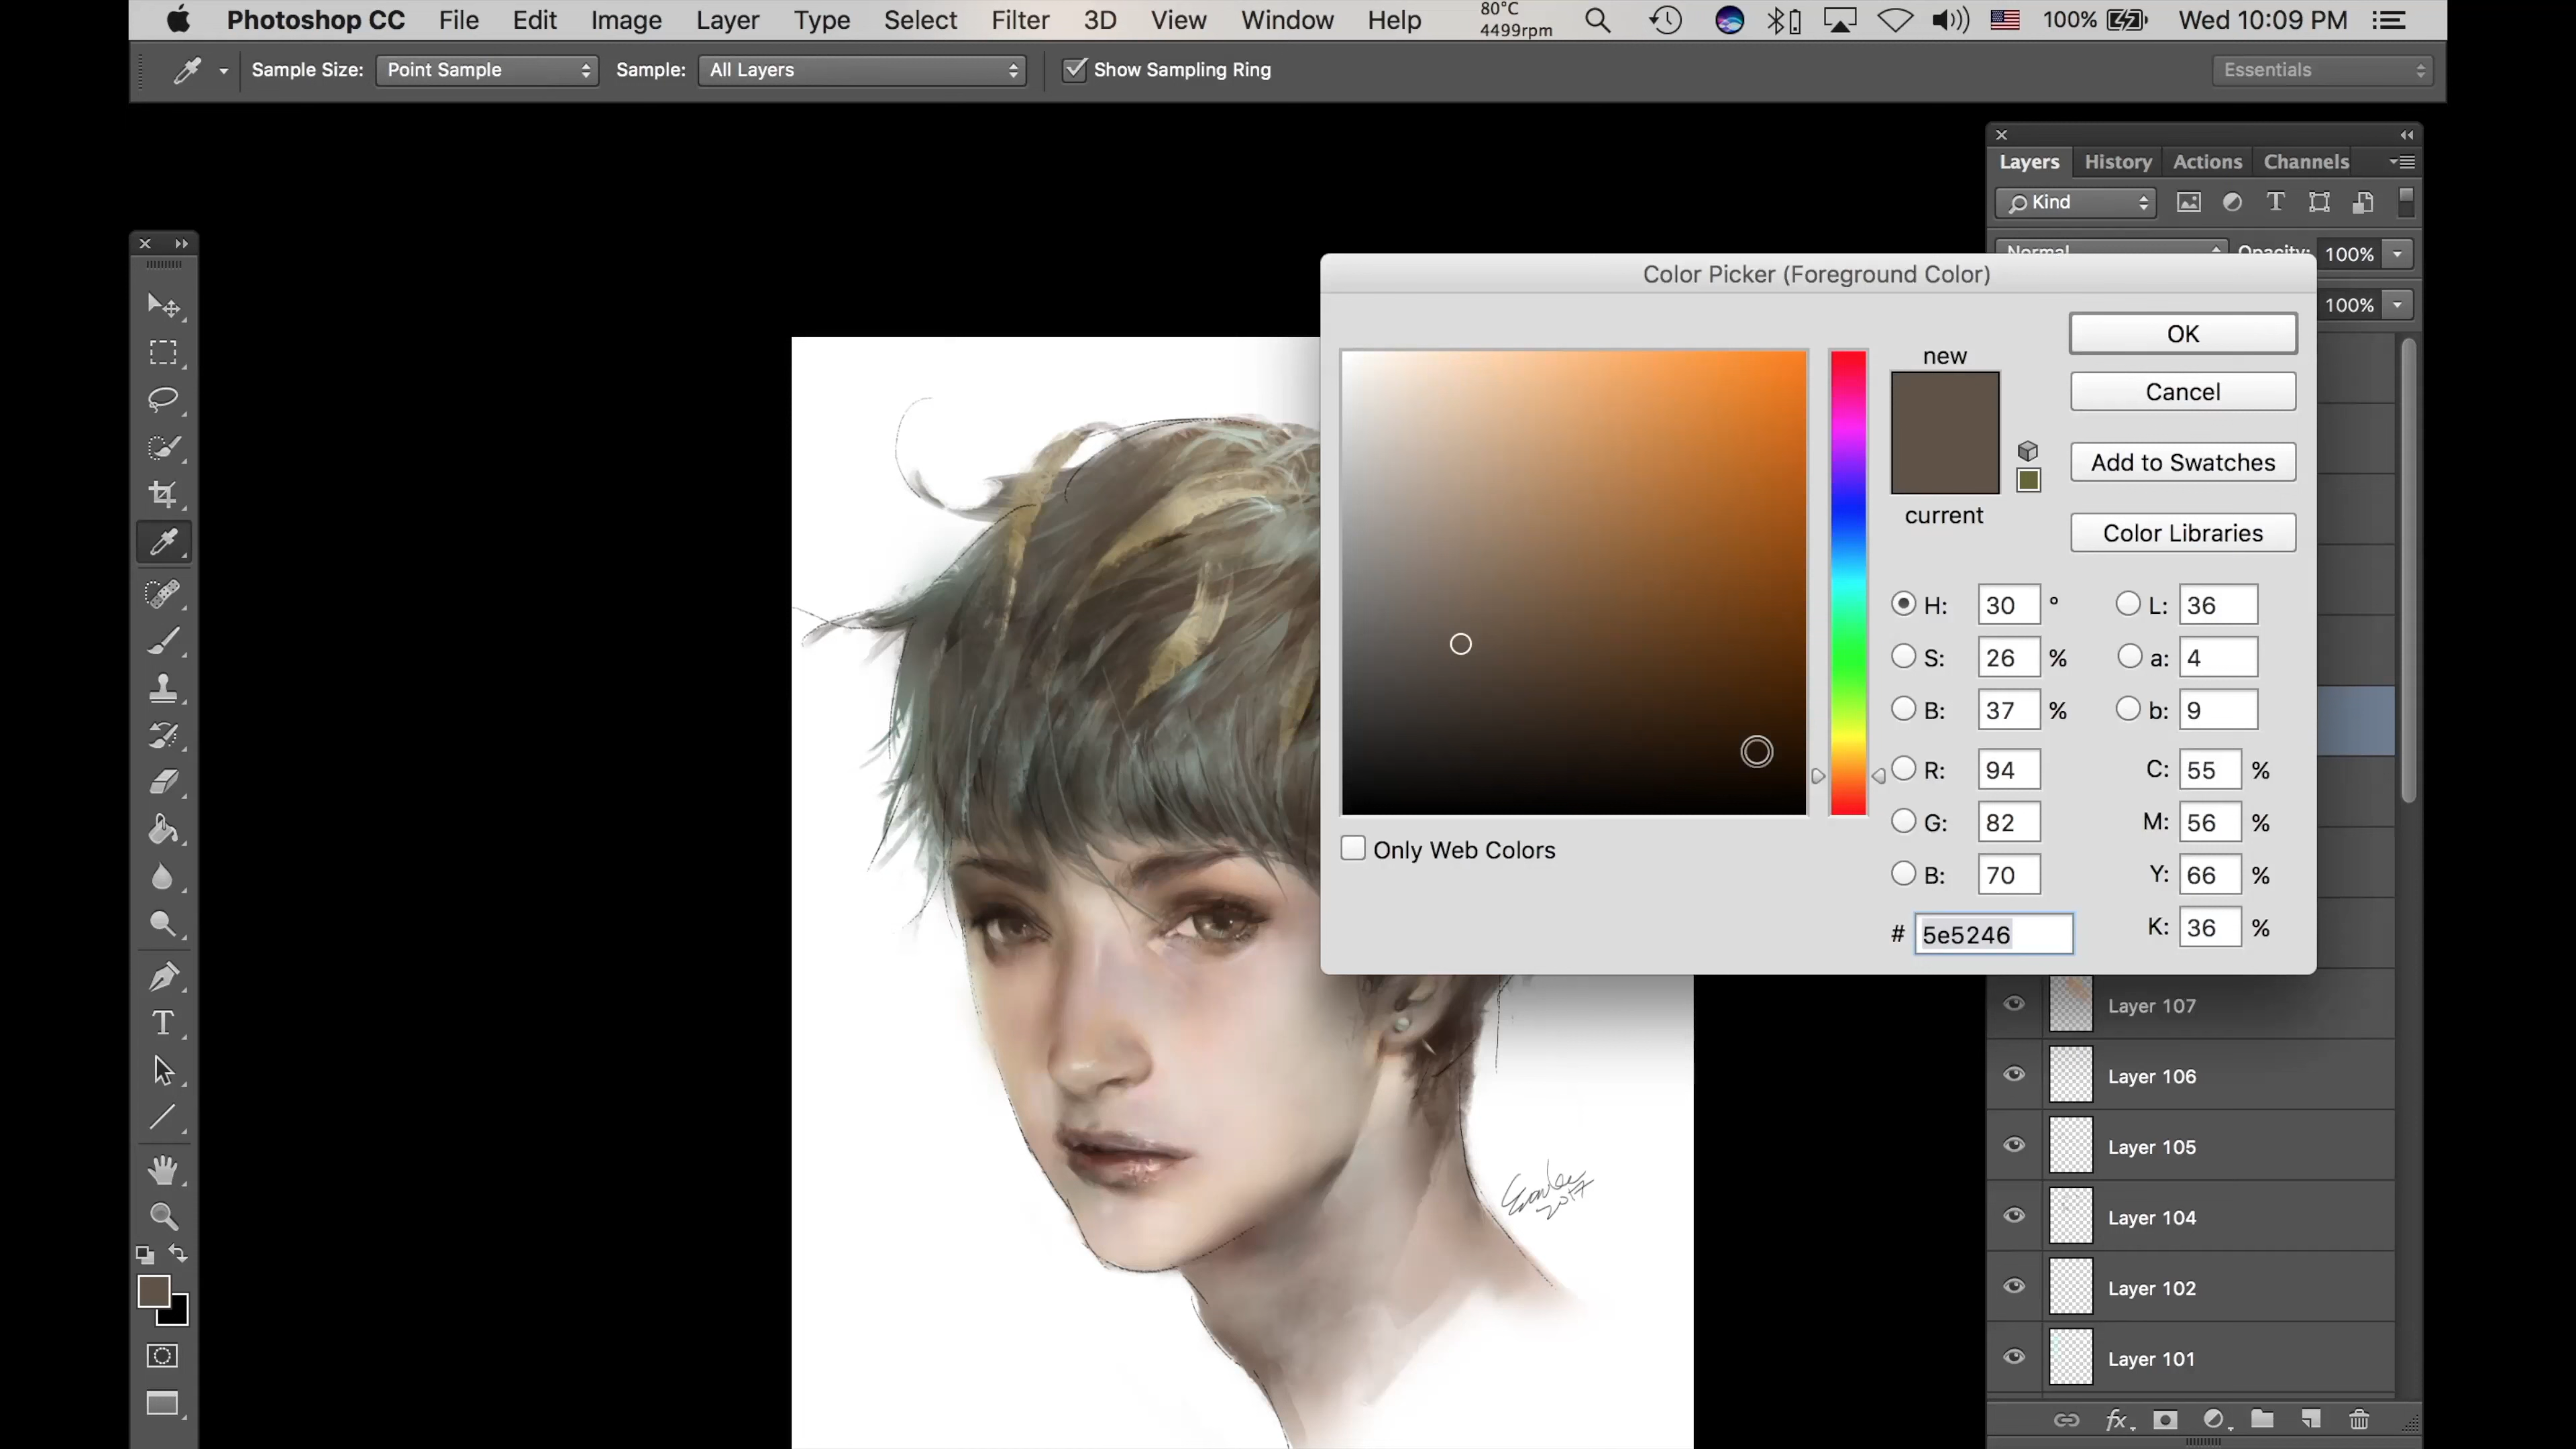 Photoshop CC File Edit Image Layer Type Select Filter 3D View Window Help 80°C 4499rpm 100% Wed 10:09 PM
Sample Size: Point Sample Sample: All Layers Show Sampling Ring Essentials
Layers History Actions Channels
Kind
Normal Opacity: 100%
100%
Color Picker (Foreground Color)
new
current
OK
Cancel
Add to Swatches
Color Libraries
H: 30 °
S: 26 %
B: 37 %
R: 94
G: 82
B: 70
# 5e5246
L: 36
a: 4
b: 9
C: 55 %
M: 56 %
Y: 66 %
K: 36 %
Only Web Colors
Layer 107
Layer 106
Layer 105
Layer 104
Layer 102
Layer 101
2017